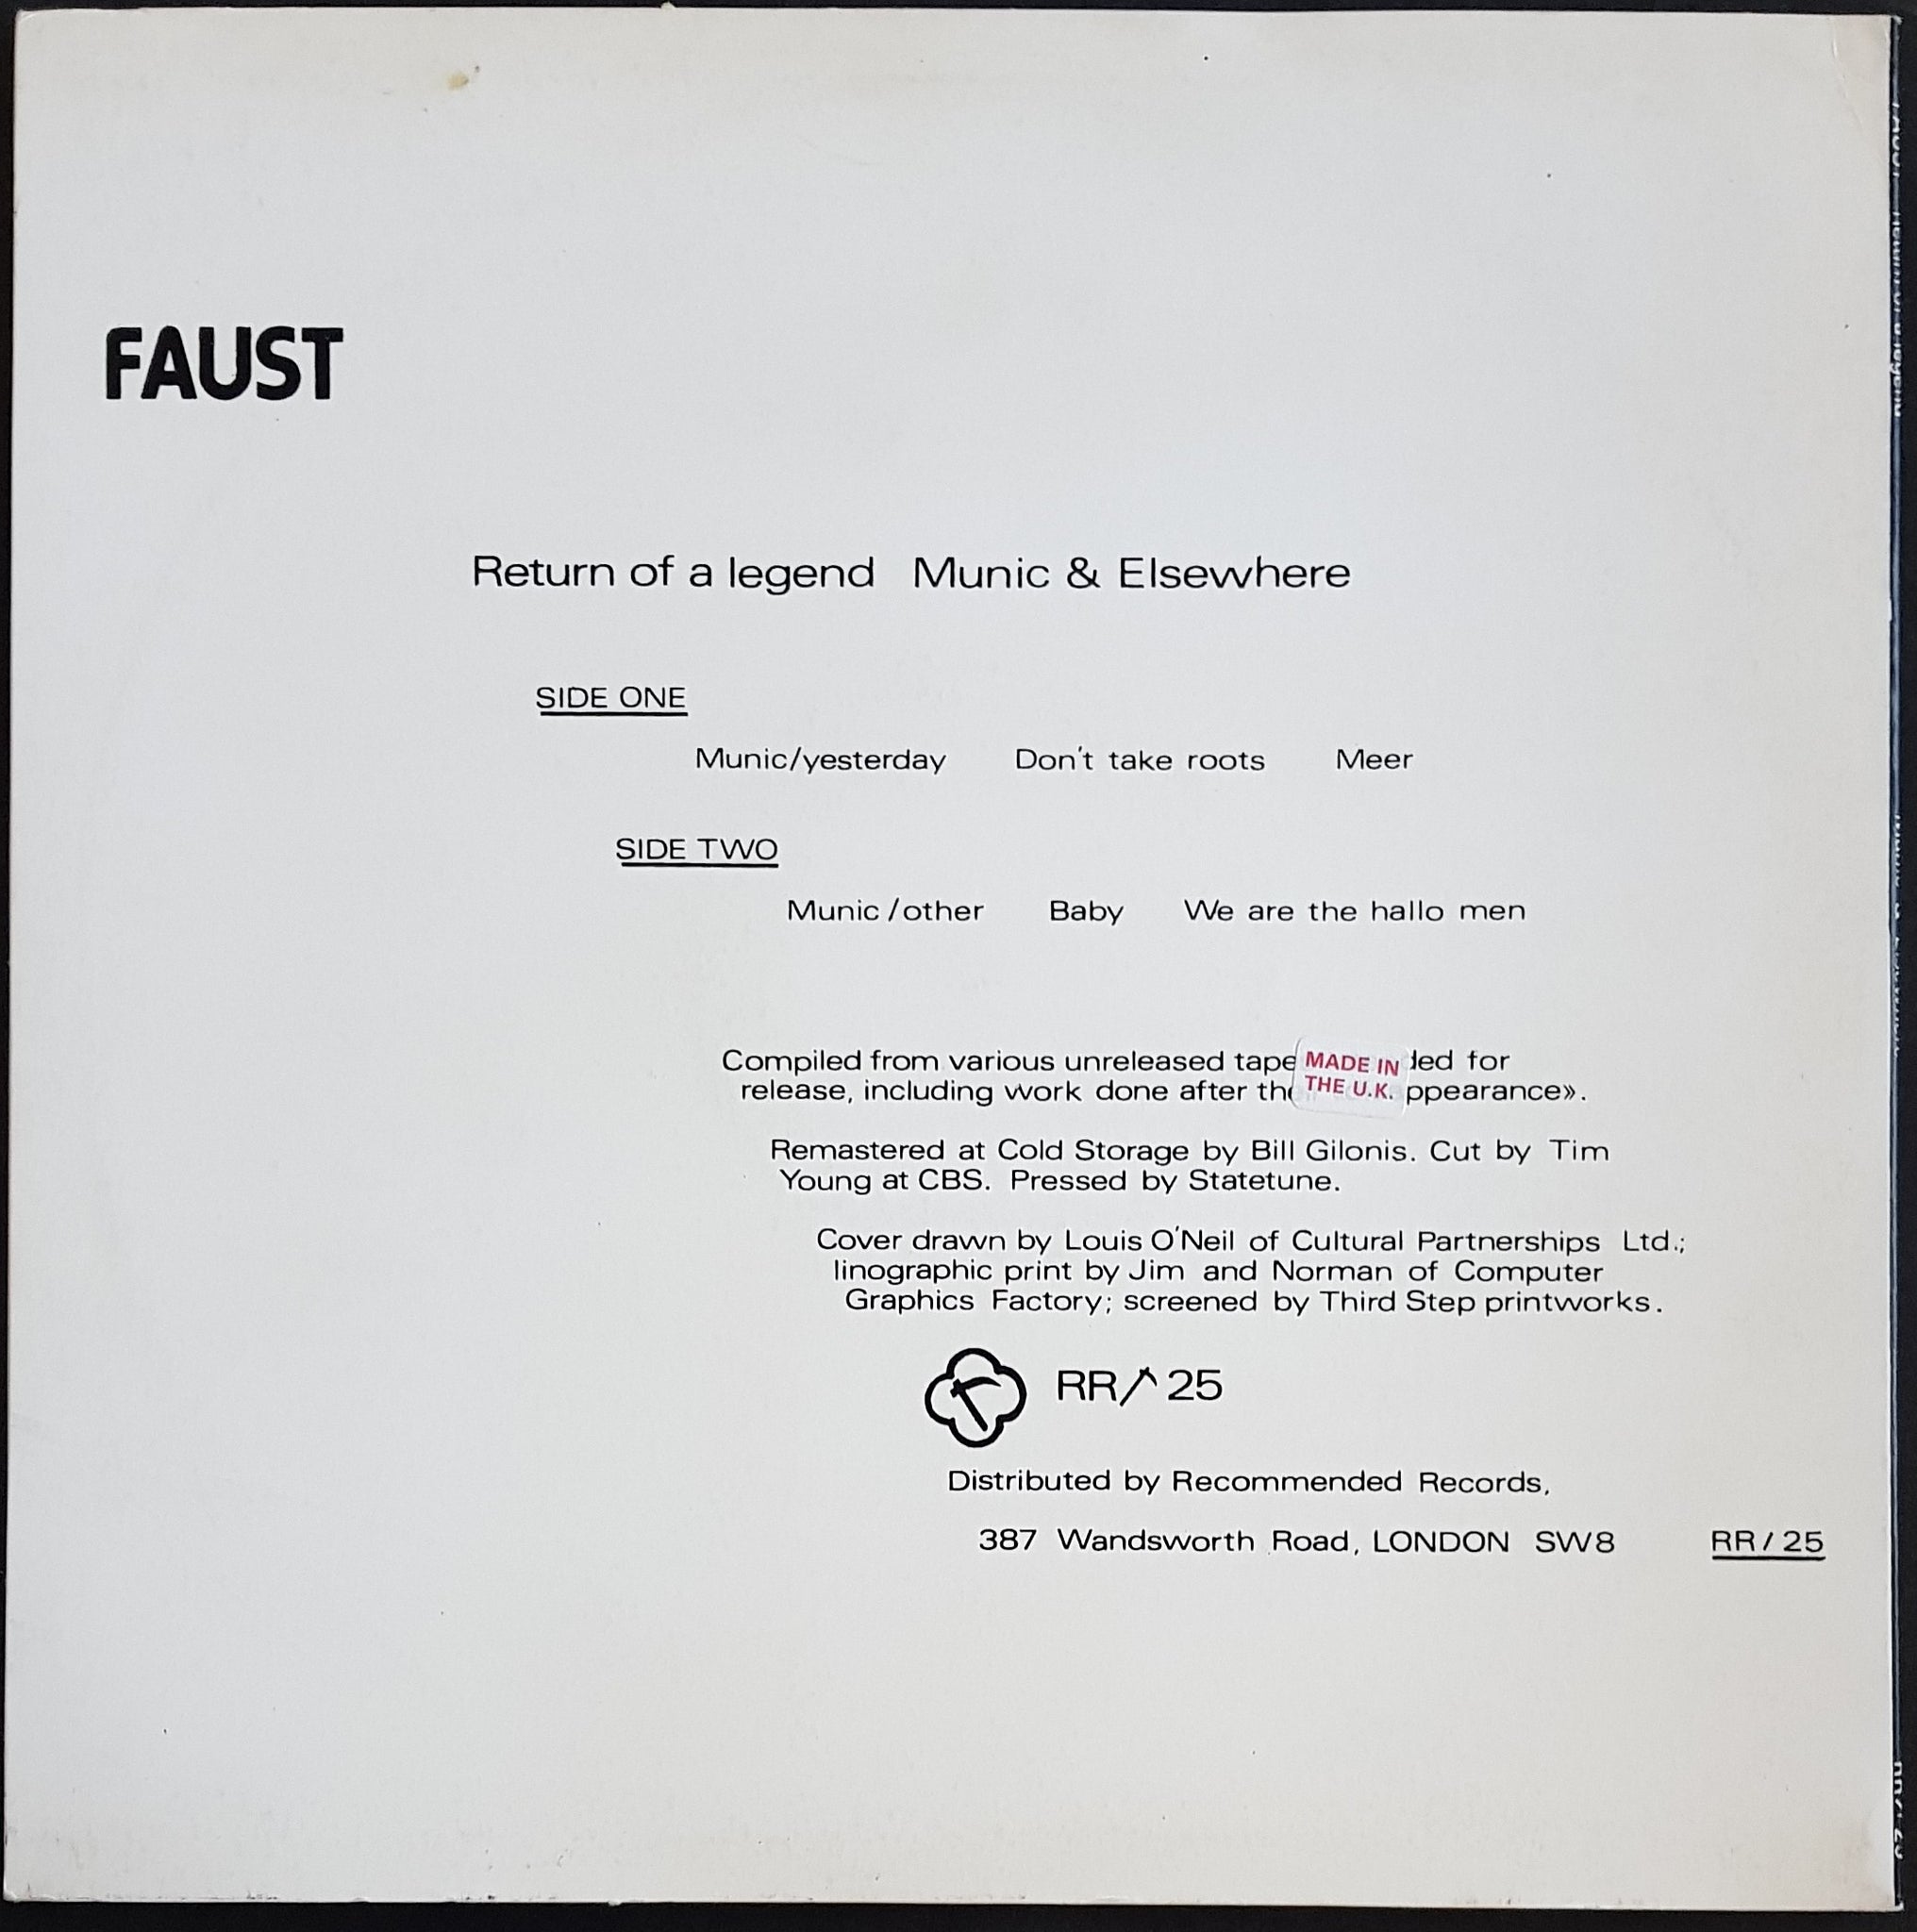 FAUST
Return of a legend Munic & Elsewhere
SIDE ONE
Munic/yesterday Don't take roots Meer
SIDE TWO
Munic/other Baby We are the hallo men
Compiled from various unreleased for
release, including work done after
MADE IN
THE U.K.
Remastered at Cold Storage by Bill Gilonis. Cut by Tim
Young at CBS. Pressed by Statetune.
Cover drawn by Louis O'Neil of Cultural Partnerships Ltd.;
linographic print by Jim and Norman of Computer
Graphics Factory; screened by Third Step printworks.
RR/25
Distributed by Recommended Records,
387 Wandsworth Road, LONDON SW8 RR/25